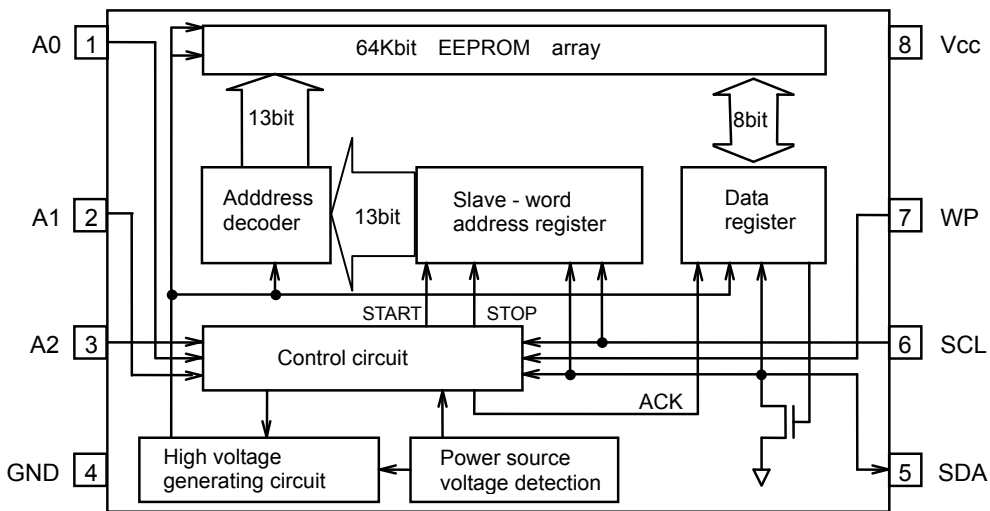 A0 1
64Kbit EEPROM array
8 Vcc
13bit
8bit
A1 2
Adddress
decoder
13bit
Slave - word
address register
Data
register
7 WP
START STOP
A2 3
Control circuit
6 SCL
ACK
GND 4
High voltage
generating circuit
Power source
voltage detection
5 SDA